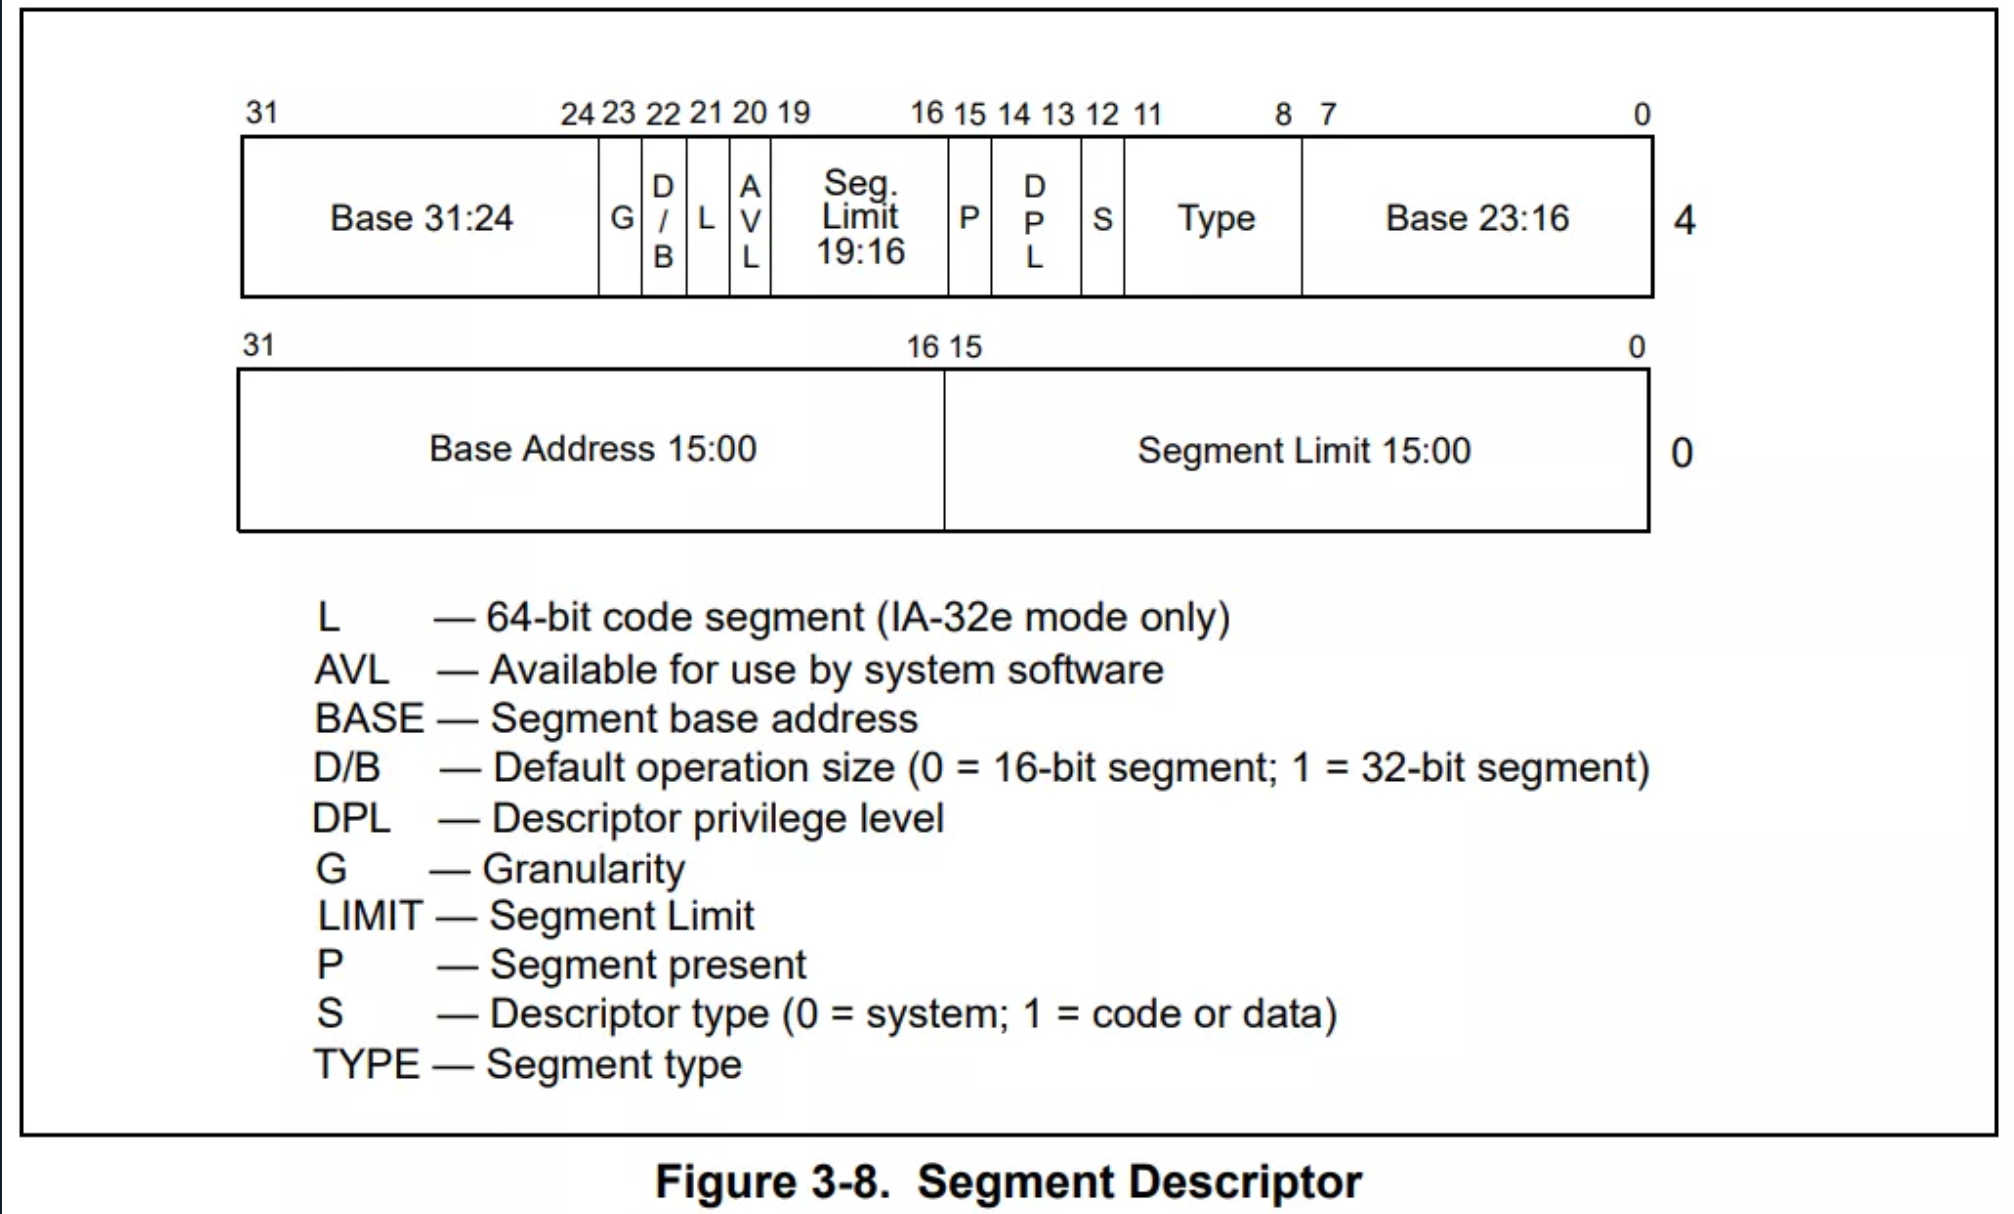 31 24 23 22 21 20 19 16 15 14 13 12 11 8 7 0
Base 31:24 G D/B L AVL Seg. Limit 19:16 P DPL S Type Base 23:16 4
31 16 15 0
Base Address 15:00 Segment Limit 15:00 0
L — 64-bit code segment (IA-32e mode only)
AVL — Available for use by system software
BASE — Segment base address
D/B — Default operation size (0 = 16-bit segment; 1 = 32-bit segment)
DPL — Descriptor privilege level
G — Granularity
LIMIT — Segment Limit
P — Segment present
S — Descriptor type (0 = system; 1 = code or data)
TYPE — Segment type
Figure 3-8. Segment Descriptor